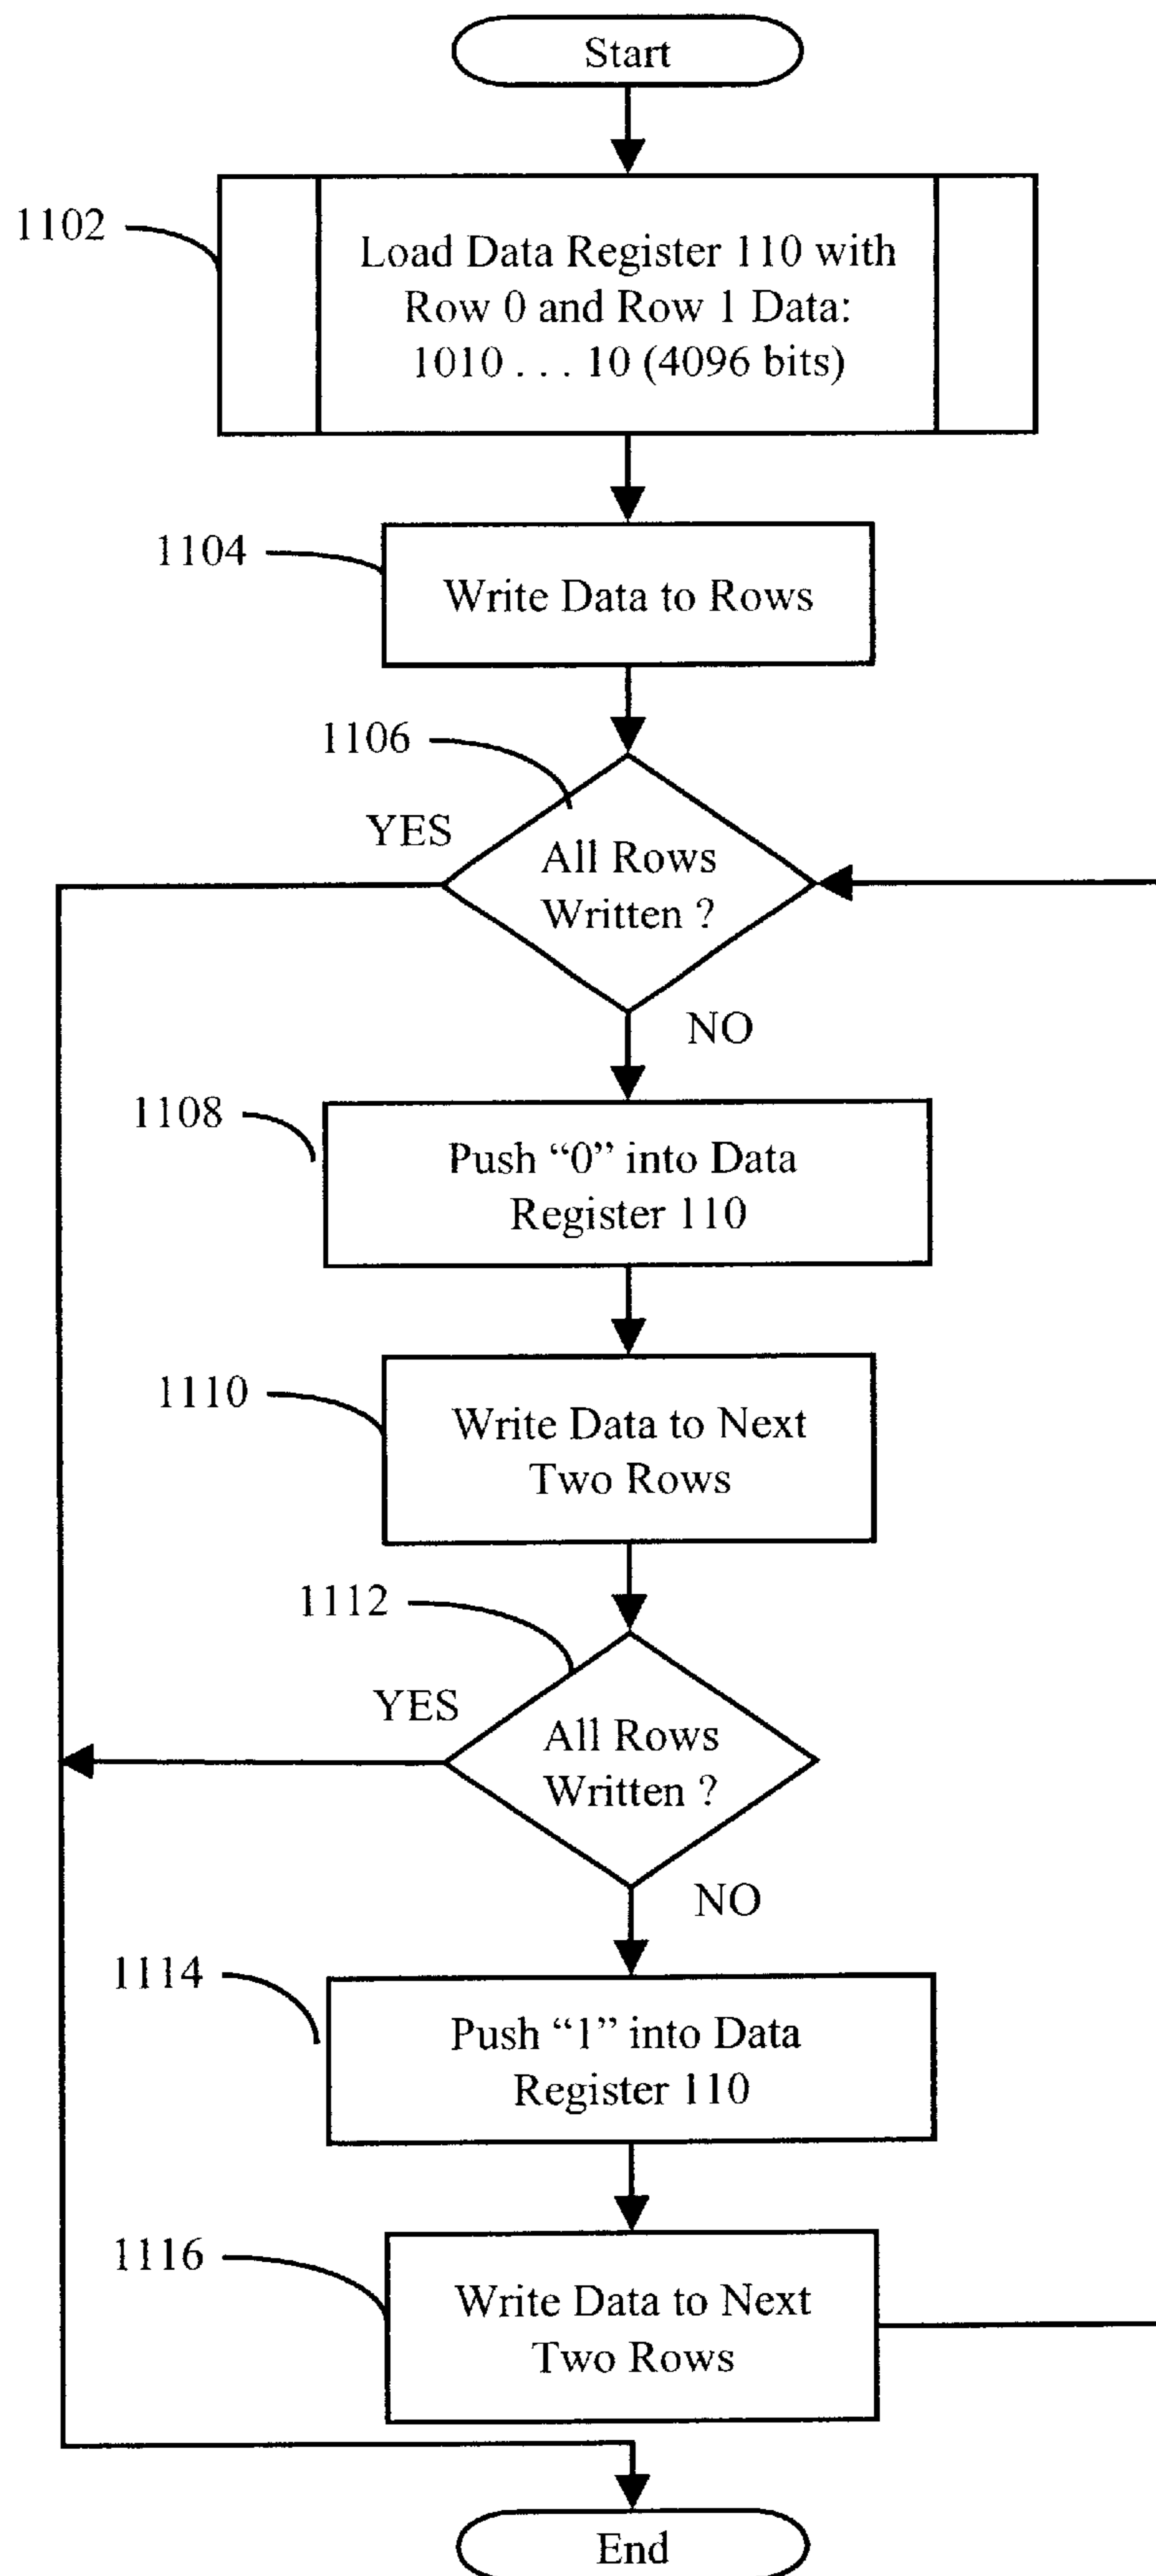 Start
1102
Load Data Register 110 with
Row 0 and Row 1 Data:
1010 . . . 10 (4096 bits)
1104
Write Data to Rows
1106
YES
All Rows
Written ?
NO
1108
Push “0” into Data
Register 110
1110
Write Data to Next
Two Rows
1112
YES
All Rows
Written ?
NO
1114
Push “1” into Data
Register 110
1116
Write Data to Next
Two Rows
End